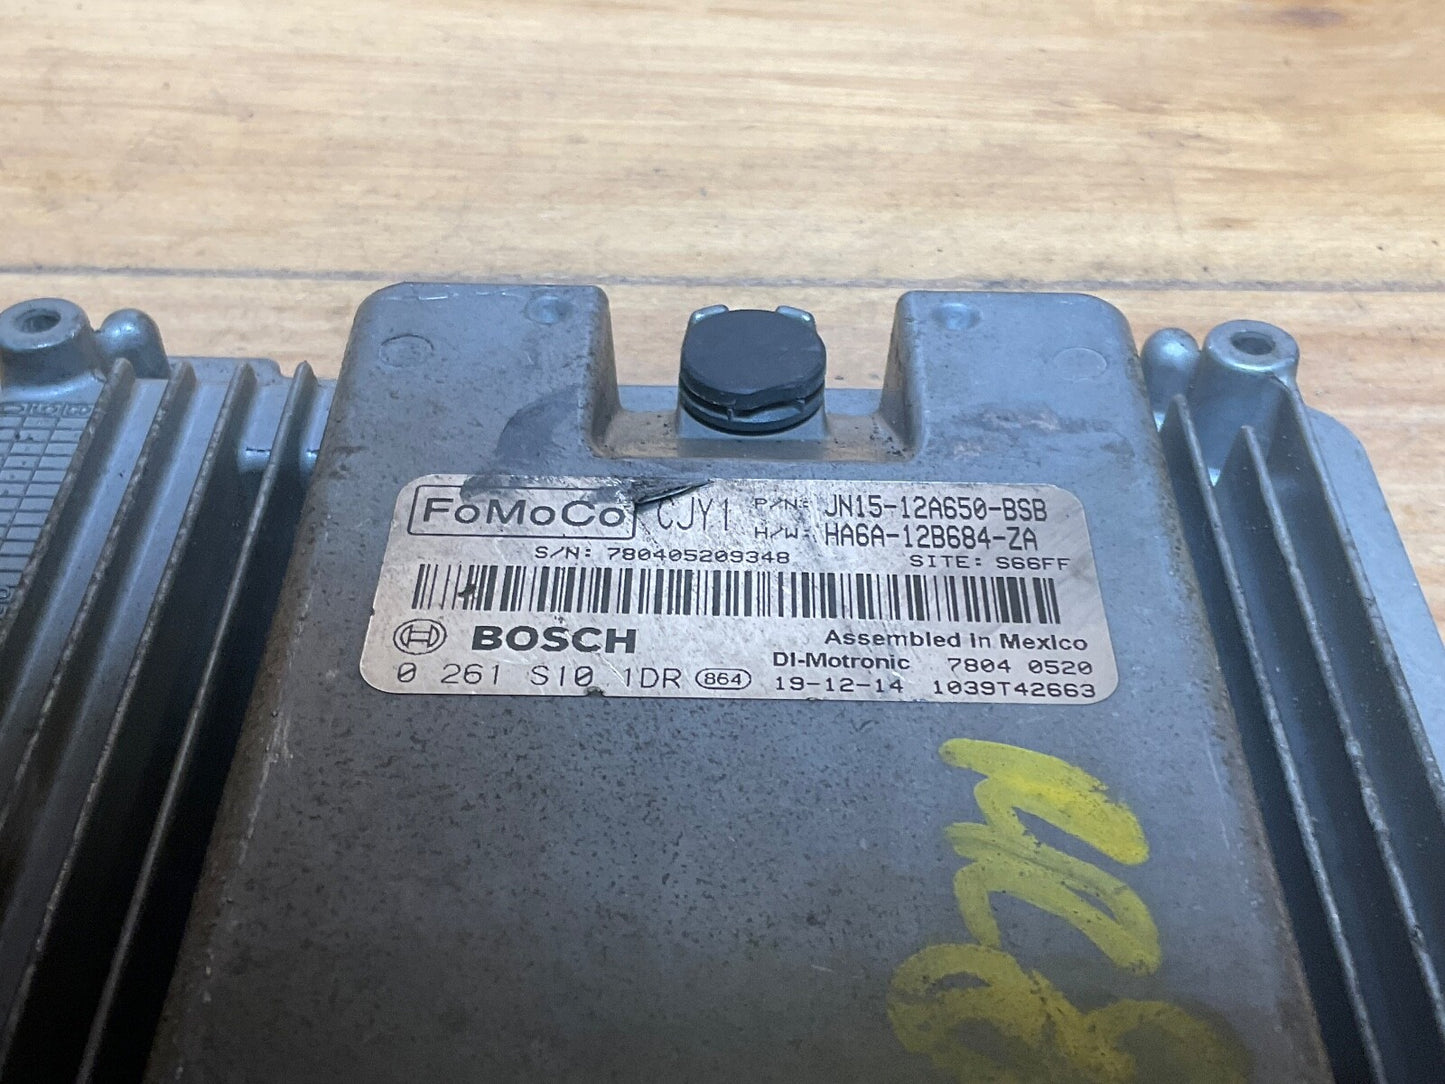 FoMoCo CJY1 P/N: JN15-12A650-BSB
H/W: HA6A-12B684-ZA
S/N: 780405209348 SITE: S66FF
BOSCH Assembled in Mexico
DI-Motronic 7804 0520
0 261 S10 1DR 864 19-12-14 1039T42663